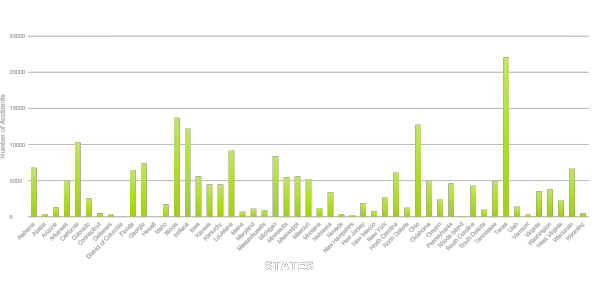 25000
20000
15000
10000
5000
0
Number of Accidents
Alabama
Alaska
Arizona
Arkansas
California
Colorado
Connecticut
Delaware
District of Columbia
Florida
Georgia
Hawaii
Idaho
Illinois
Indiana
Iowa
Kansas
Kentucky
Louisiana
Maine
Maryland
Massachusetts
Michigan
Minnesota
Mississippi
Missouri
Montana
Nebraska
Nevada
New Hampshire
New Jersey
New Mexico
New York
North Carolina
North Dakota
Ohio
Oklahoma
Oregon
Pennsylvania
Rhode Island
South Carolina
South Dakota
Tennessee
Texas
Utah
Vermont
Virginia
Washington
West Virginia
Wisconsin
Wyoming
STATES